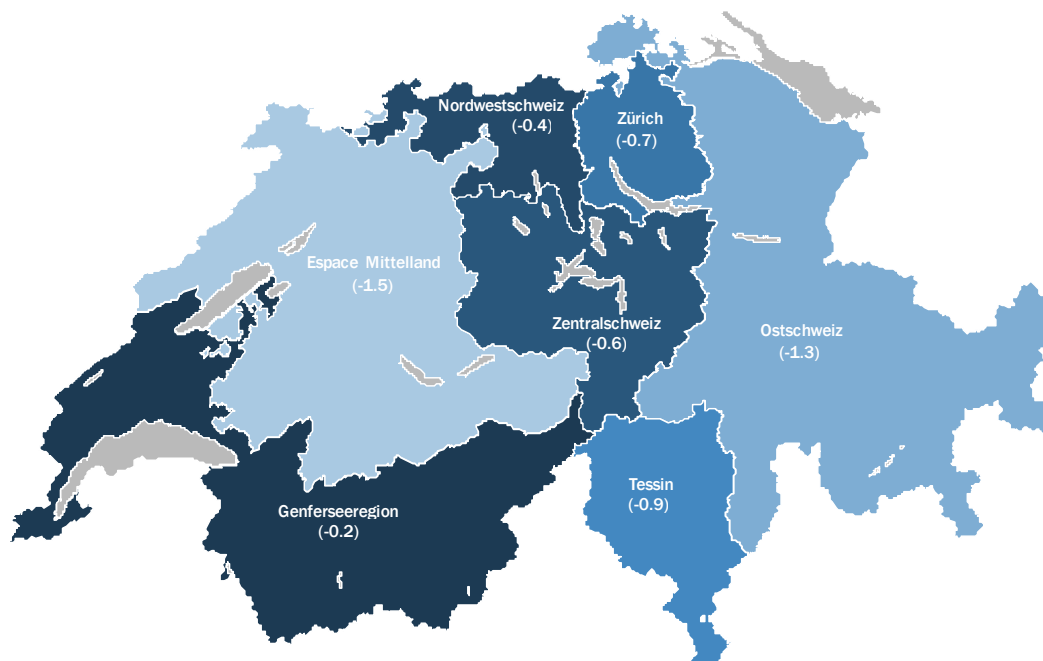 Nordwestschweiz
(-0.4)
Zürich
(-0.7)
Espace Mittelland
(-1.5)
Zentralschweiz
(-0.6)
Ostschweiz
(-1.3)
Tessin
(-0.9)
Genferseeregion
(-0.2)